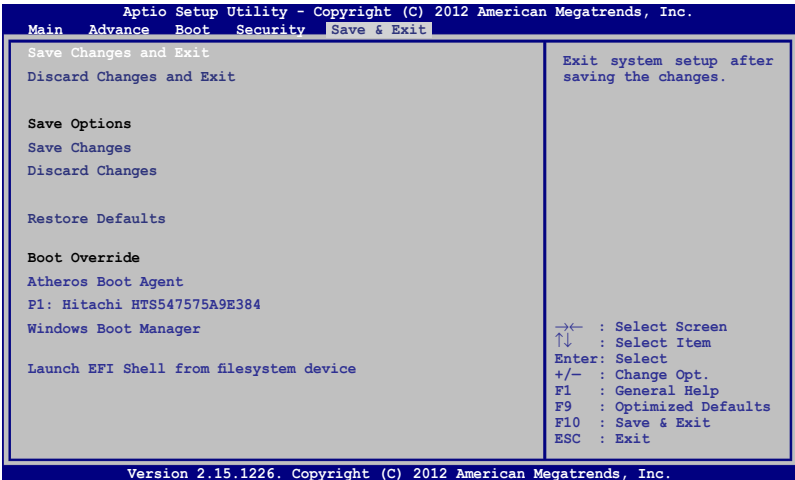 Aptio Setup Utility - Copyright (C) 2012 American Megatrends, Inc.
Main Advance Boot Security Save & Exit
Save Changes and Exit
Discard Changes and Exit
Save Options
Save Changes
Discard Changes
Restore Defaults
Boot Override
Atheros Boot Agent
P1: Hitachi HTS547575A9E384
Windows Boot Manager
Launch EFI Shell from filesystem device
Exit system setup after
saving the changes.
→← : Select Screen
↑↓ : Select Item
Enter: Select
+/— : Change Opt.
F1 : General Help
F9 : Optimized Defaults
F10 : Save & Exit
ESC : Exit
Version 2.15.1226. Copyright (C) 2012 American Megatrends, Inc.